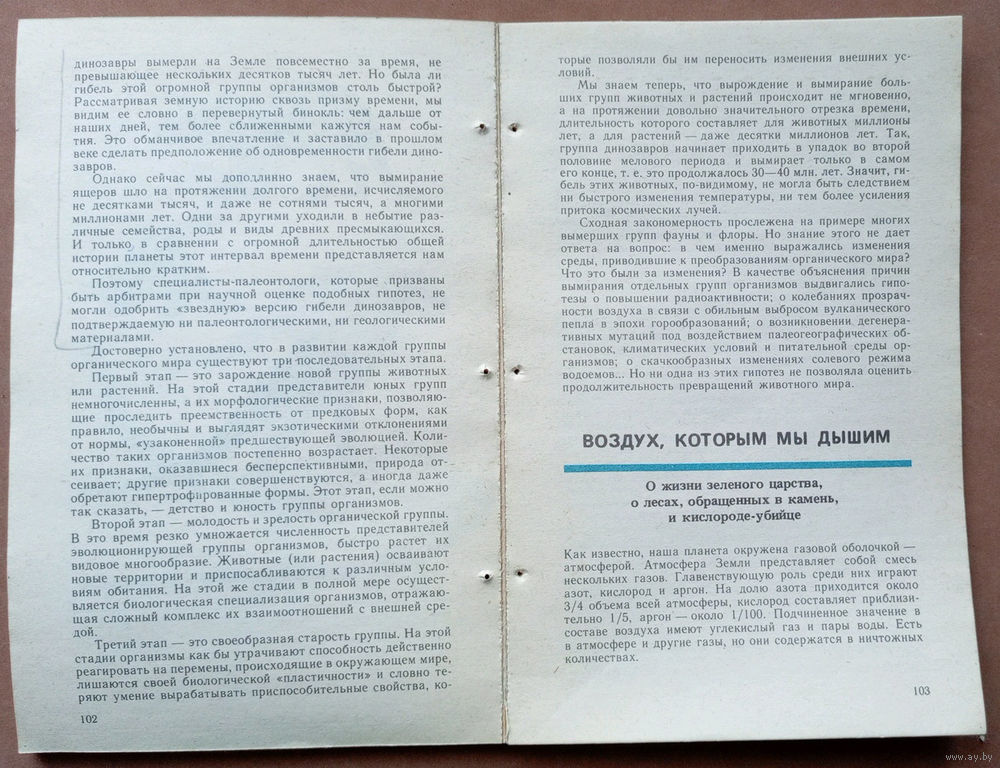 динозавры вымерли на Земле повсеместно за время, не
превышающее нескольких десятков тысяч лет. Но была ли
гибель этой огромной группы организмов столь быстрой?
Рассматривая земную историю сквозь призму времени, мы
видим ее словно в перевернутый бинокль: чем дальше от
наших дней, тем более сближенными кажутся нам собы-
тия. Это обманчивое впечатление и заставило в прошлом
веке сделать предположение об одновременности гибели дино-
завров.
Однако сейчас мы доподлинно знаем, что вымирание
ящеров шло на протяжении долгого времени, исчисляемого
не десятками тысяч, и даже не сотнями тысяч, а многими
миллионами лет. Одни за другими уходили в небытие раз-
личные семейства, роды и виды древних пресмыкающихся.
И только в сравнении с огромной длительностью общей
истории планеты этот интервал времени представляется нам
относительно кратким.
Поэтому специалисты-палеонтологи, которые призваны
быть арбитрами при научной оценке подобных гипотез, не
могли одобрить «звездную» версию гибели динозавров, не
подтверждаемую ни палеонтологическими, ни геологическими
материалами.
Достоверно установлено, что в развитии каждой группы
органического мира существуют три последовательных этапа.
Первый этап — это зарождение новой группы животных
или растений. На этой стадии представители юных групп
немногочисленны, а их морфологические признаки, позволяю-
щие проследить преемственность от предковых форм, как
правило, необычны и выглядят экзотическими отклонениями
от нормы, «узаконенной» предшествующей эволюцией. Коли-
чество таких организмов постепенно возрастает. Некоторые
их признаки, оказавшиеся бесперспективными, природа от-
сеивает; другие признаки совершенствуются, а иногда даже
обретают гипертрофированные формы. Этот этап, если можно
так сказать, — детство и юность группы организмов.
Второй этап — молодость и зрелость органической группы.
В это время резко умножается численность представителей
эволюционирующей группы организмов, быстро растет их
видовое многообразие. Животные (или растения) осваивают
новые территории и приспосабливаются к различным усло-
виям обитания. На этой же стадии в полной мере осущест-
вляется биологическая специализация организмов, отражаю-
щая сложный комплекс их взаимоотношений с внешней сре-
дой.
Третий этап — это своеобразная старость группы. На этой
стадии организмы как бы утрачивают способность действенно
реагировать на перемены, происходящие в окружающем мире,
лишаются своей биологической «пластичности» и словно те-
ряют умение вырабатывать приспособительные свойства, ко-
102
торые позволяли бы им переносить изменения внешних ус-
ловий.
Мы знаем теперь, что вырождение и вымирание боль-
ших групп животных и растений происходит не мгновенно,
а на протяжении довольно значительного отрезка времени,
длительность которого составляет для животных миллионы
лет, а для растений — даже десятки миллионов лет. Так,
группа динозавров начинает приходить в упадок во второй
половине мелового периода и вымирает только в самом
его конце, т. е. это продолжалось 30—40 млн. лет. Значит, ги-
бель этих животных, по-видимому, не могла быть следствием
ни быстрого изменения температуры, ни тем более усиления
притока космических лучей.
Сходная закономерность прослежена на примере многих
вымерших групп фауны и флоры. Но знание этого не дает
ответа на вопрос: в чем именно выражались изменения
среды, приводившие к преобразованиям органического мира?
Что это были за изменения? В качестве объяснения причин
вымирания отдельных групп организмов выдвигались гипо-
тезы о повышении радиоактивности; о колебаниях прозрач-
ности воздуха в связи с обильным выбросом вулканического
пепла в эпохи горообразований; о возникновении дегенера-
тивных мутаций под воздействием палеогеографических об-
становок, климатических условий и питательной среды ор-
ганизмов; о скачкообразных изменениях солевого режима
водоемов... Но ни одна из этих гипотез не позволяла оценить
продолжительность превращений животного мира.
ВОЗДУХ, КОТОРЫМ МЫ ДЫШИМ
О жизни зеленого царства,
о лесах, обращенных в камень,
и кислороде-убийце
Как известно, наша планета окружена газовой оболочкой —
атмосферой. Атмосфера Земли представляет собой смесь
нескольких газов. Главенствующую роль среди них играют
азот, кислород и аргон. На долю азота приходится около
3/4 объема всей атмосферы, кислород составляет приблизи-
тельно 1/5, аргон — около 1/100. Подчиненное значение в
составе воздуха имеют углекислый газ и пары воды. Есть
в атмосфере и другие газы, но они содержатся в ничтожных
количествах.
103
www.ay.by